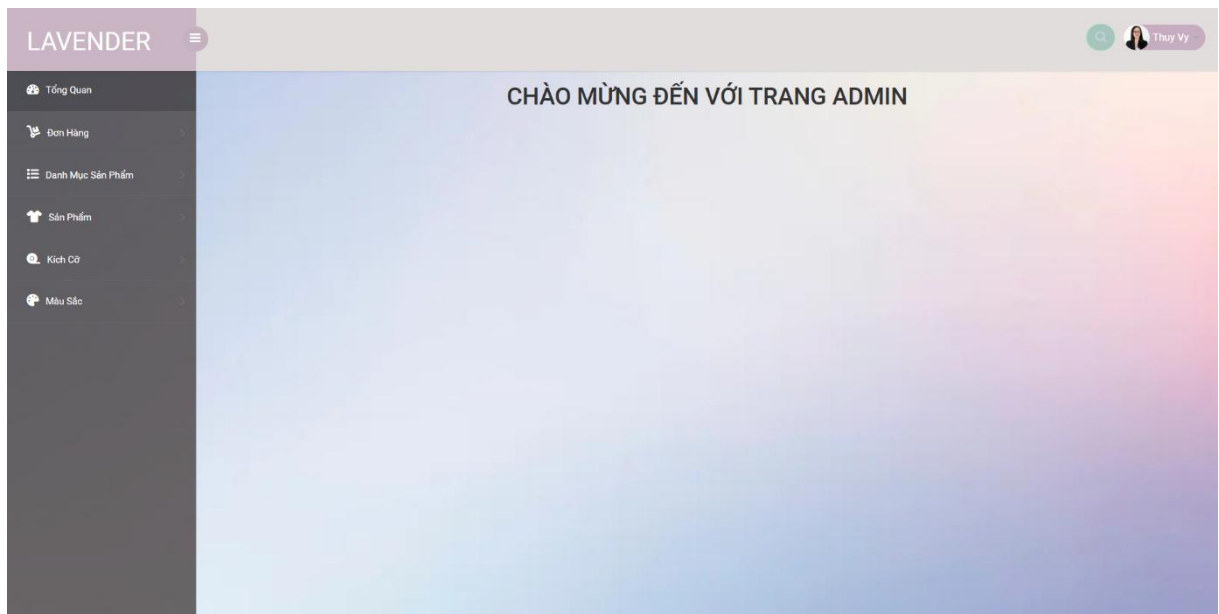 LAVENDER
Thuy Vy
Tổng Quan
CHÀO MỪNG ĐẾN VỚI TRANG ADMIN
Đơn Hàng
Danh Mục Sản Phẩm
Sản Phẩm
Kích Cỡ
Màu Sắc